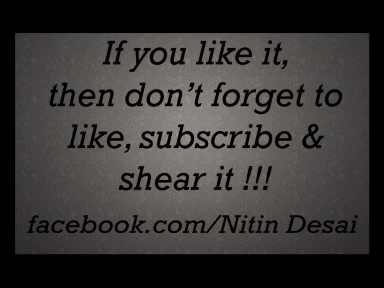 If you like it,
then don't forget to
like, subscribe &
shear it !!!
facebook.com/Nitin Desai